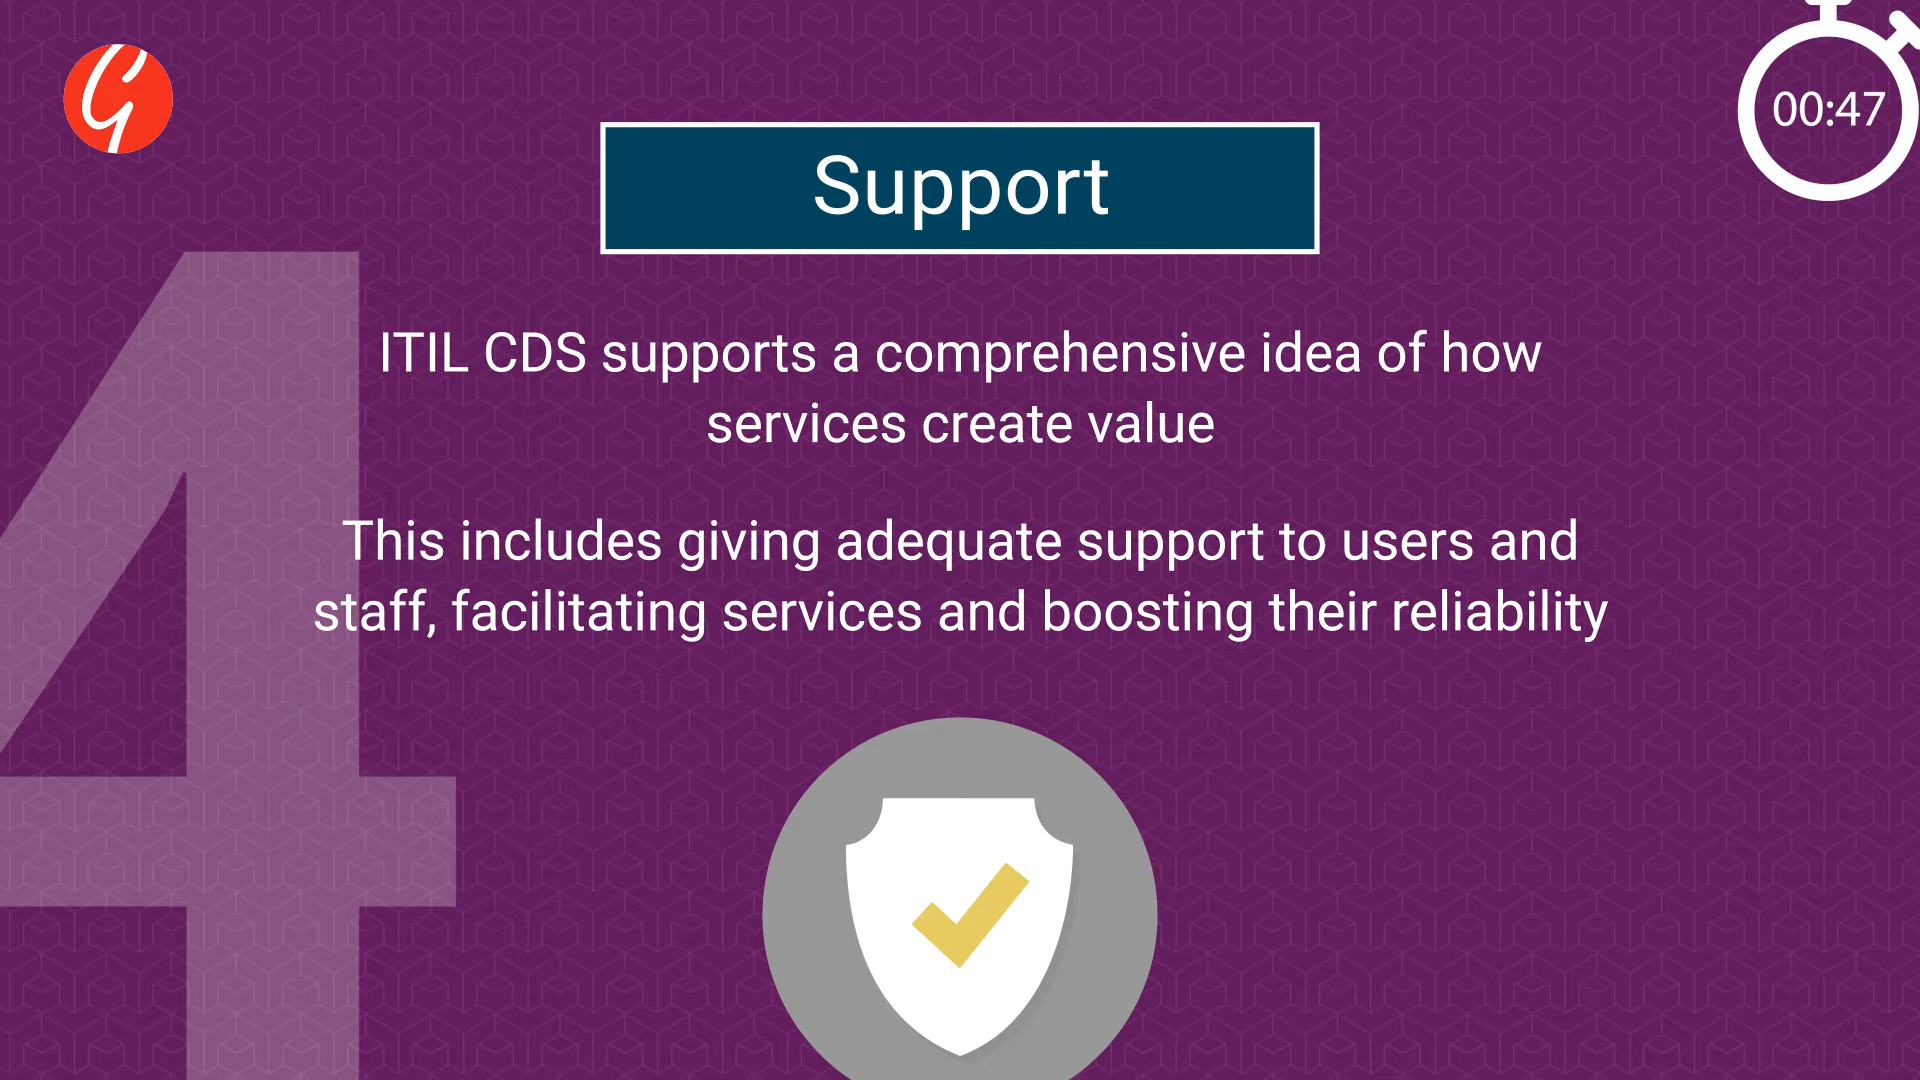 G
00:47
Support
4
ITIL CDS supports a comprehensive idea of how
services create value
This includes giving adequate support to users and
staff, facilitating services and boosting their reliability